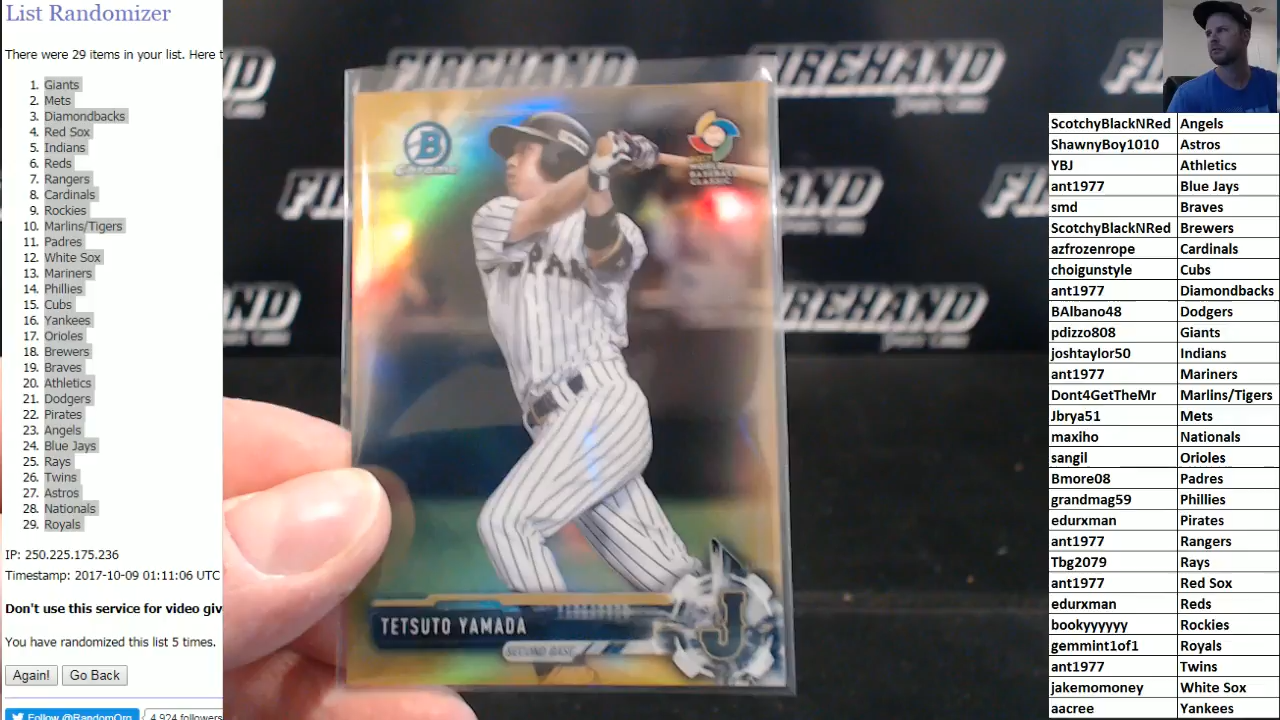 List Randomizer
There were 29 items in your list. Here t
1. Giants
2. Mets
3. Diamondbacks
4. Red Sox
5. Indians
6. Reds
7. Rangers
8. Cardinals
9. Rockies
10. Marlins/Tigers
11. Padres
12. White Sox
13. Mariners
14. Phillies
15. Cubs
16. Yankees
17. Orioles
18. Brewers
19. Braves
20. Athletics
21. Dodgers
22. Pirates
23. Angels
24. Blue Jays
25. Rays
26. Twins
27. Astros
28. Nationals
29. Royals
IP: 250.225.175.236
Timestamp: 2017-10-09 01:11:06 UTC
Don't use this service for video giv
You have randomized this list 5 times.
Again! Go Back
Follow @RandomOrg 4,924 followers
FIREHAND
FIREHAND
B
Chrome
WORLD
BASEBALL
CLASSIC
JAPAN
TETSUTO YAMADA
SECOND BASE
J
ScotchyBlackNRed Angels
ShawnyBoy1010 Astros
YBJ Athletics
ant1977 Blue Jays
smd Braves
ScotchyBlackNRed Brewers
azfrozenrope Cardinals
choigunstyle Cubs
ant1977 Diamondbacks
BAlbano48 Dodgers
pdizzo808 Giants
joshtaylor50 Indians
ant1977 Mariners
Dont4GetTheMr Marlins/Tigers
Jbrya51 Mets
maxiho Nationals
sangil Orioles
Bmore08 Padres
grandmag59 Phillies
edurxman Pirates
ant1977 Rangers
Tbg2079 Rays
ant1977 Red Sox
edurxman Reds
bookyyyyyy Rockies
gemmint1of1 Royals
ant1977 Twins
jakemomoney White Sox
aacree Yankees